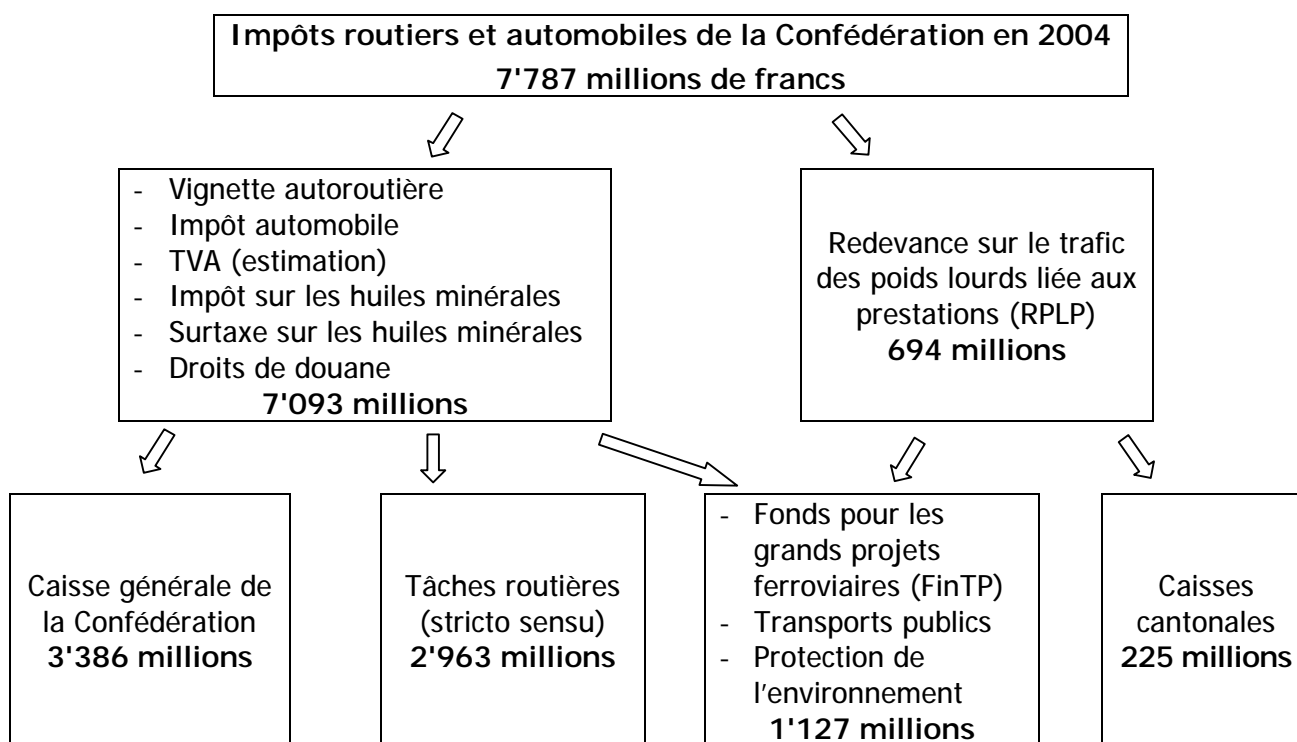 Impôts routiers et automobiles de la Confédération en 2004
7'787 millions de francs
- Vignette autoroutière
- Impôt automobile
- TVA (estimation)
- Impôt sur les huiles minérales
- Surtaxe sur les huiles minérales
- Droits de douane
7'093 millions
Redevance sur le trafic
des poids lourds liée aux
prestations (RPLP)
694 millions
Caisse générale de
la Confédération
3'386 millions
Tâches routières
(stricto sensu)
2'963 millions
- Fonds pour les
grands projets
ferroviaires (FinTP)
- Transports publics
- Protection de
l'environnement
1'127 millions
Caisses
cantonales
225 millions